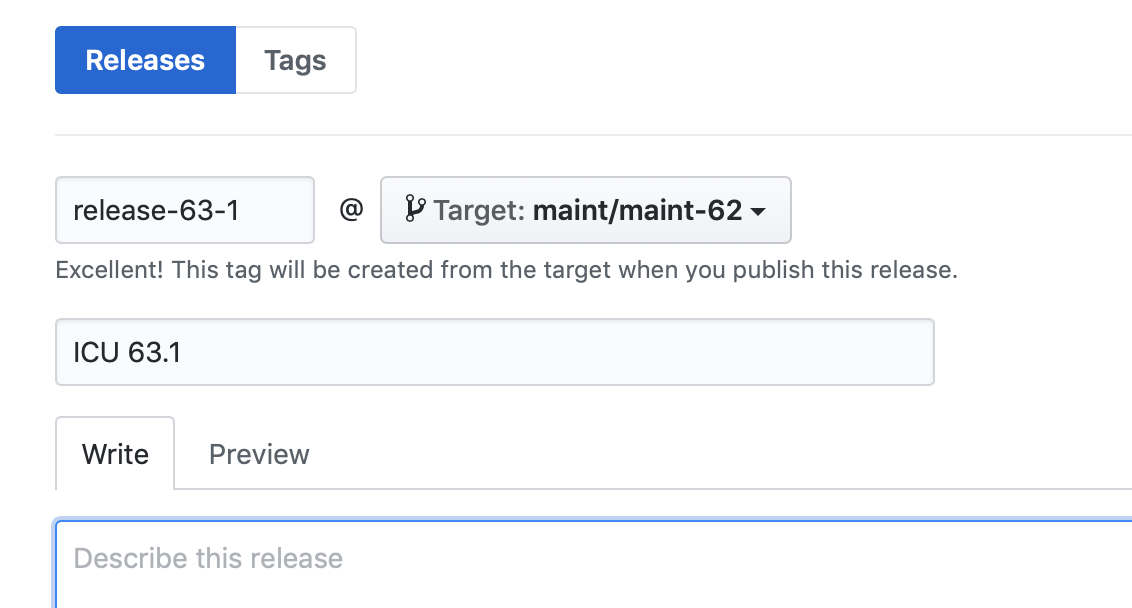 Releases Tags
release-63-1 @ Target: maint/maint-62
Excellent! This tag will be created from the target when you publish this release.
ICU 63.1
Write Preview
Describe this release